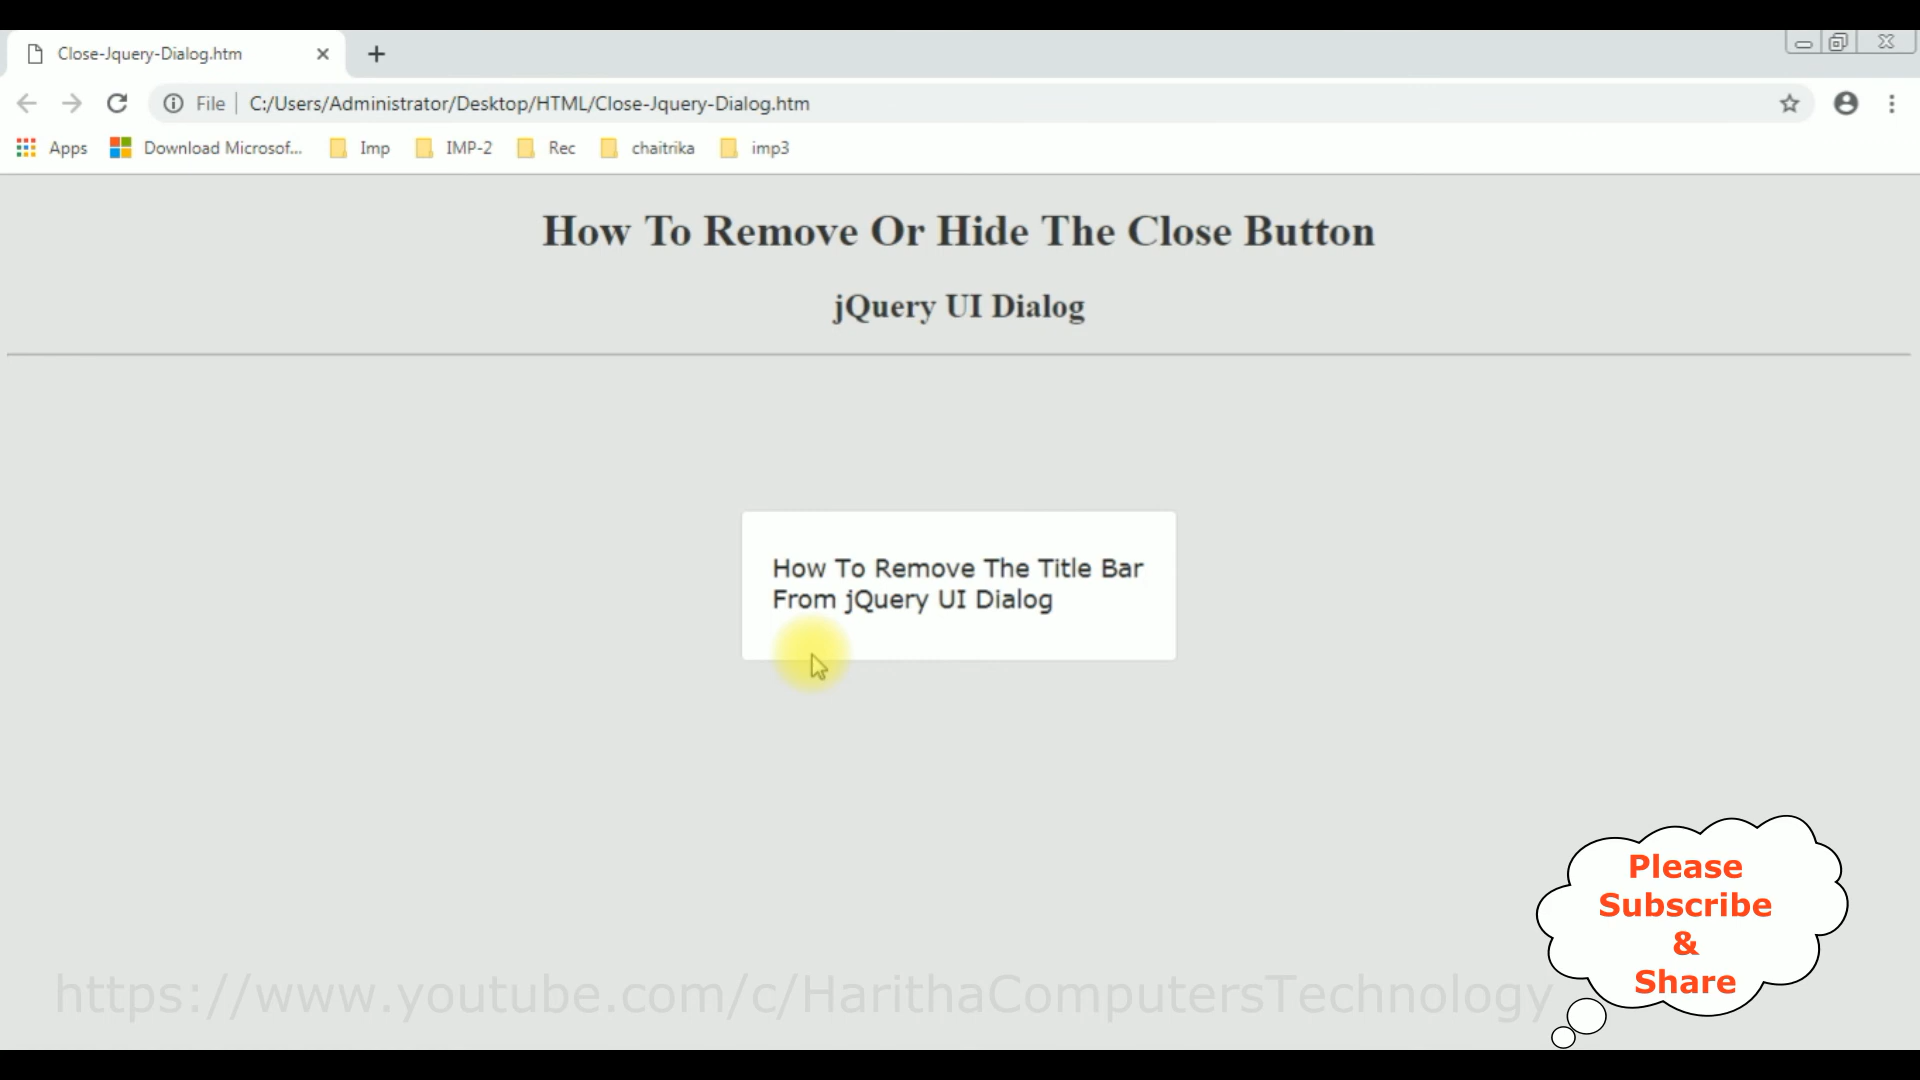 Close-Jquery-Dialog.htm
File
C:/Users/Administrator/Desktop/HTML/Close-Jquery-Dialog.htm
Apps
Download Microsof...
Imp
IMP-2
Rec
chaitrika
imp3
How To Remove Or Hide The Close Button
jQuery UI Dialog
How To Remove The Title Bar
From jQuery UI Dialog
Please
Subscribe
&
Share
https://www.youtube.com/c/HarithaComputersTechnology